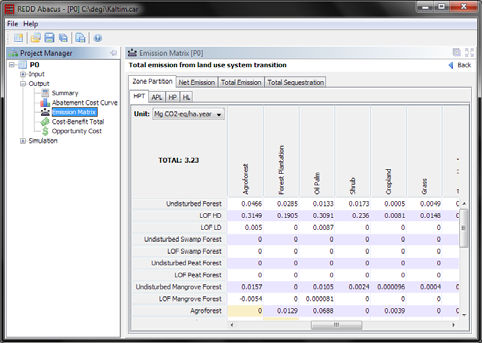 REDD Abacus - [P0] C:\degi\Kaltim.car
File Help
Project Manager
P0
Input
Output
Summary
Abatement Cost Curve
Emission Matrix
Cost-Benefit Total
Opportunity Cost
Simulation
Emission Matrix [P0]
Total emission from land use system transition
Back
Zone Partition Net Emission Total Emission Total Sequestration
HPT APL HP HL
Unit: Mg CO2-eq/ha.year
TOTAL: 3.23
Agroforest Forest Plantation Oil Palm Shrub Cropland Grass
Undisturbed Forest 0.0466 0.0285 0.0133 0.0173 0.0005 0.0049
LOF HD 0.3149 0.1905 0.3091 0.236 0.0081 0.0148
LOF LD 0.005 0 0.0087 0 0 0
Undisturbed Swamp Forest 0 0 0 0 0 0
LOF Swamp Forest 0 0 0 0 0 0
Undisturbed Peat Forest 0 0 0 0 0 0
LOF Peat Forest 0 0 0 0 0 0
Undisturbed Mangrove Forest 0.0157 0 0.0105 0.0024 0.000096 0.0004
LOF Mangrove Forest -0.0054 0 0.000081 0 0 0
Agroforest 0 0.0129 0.0688 0 0.0039 0